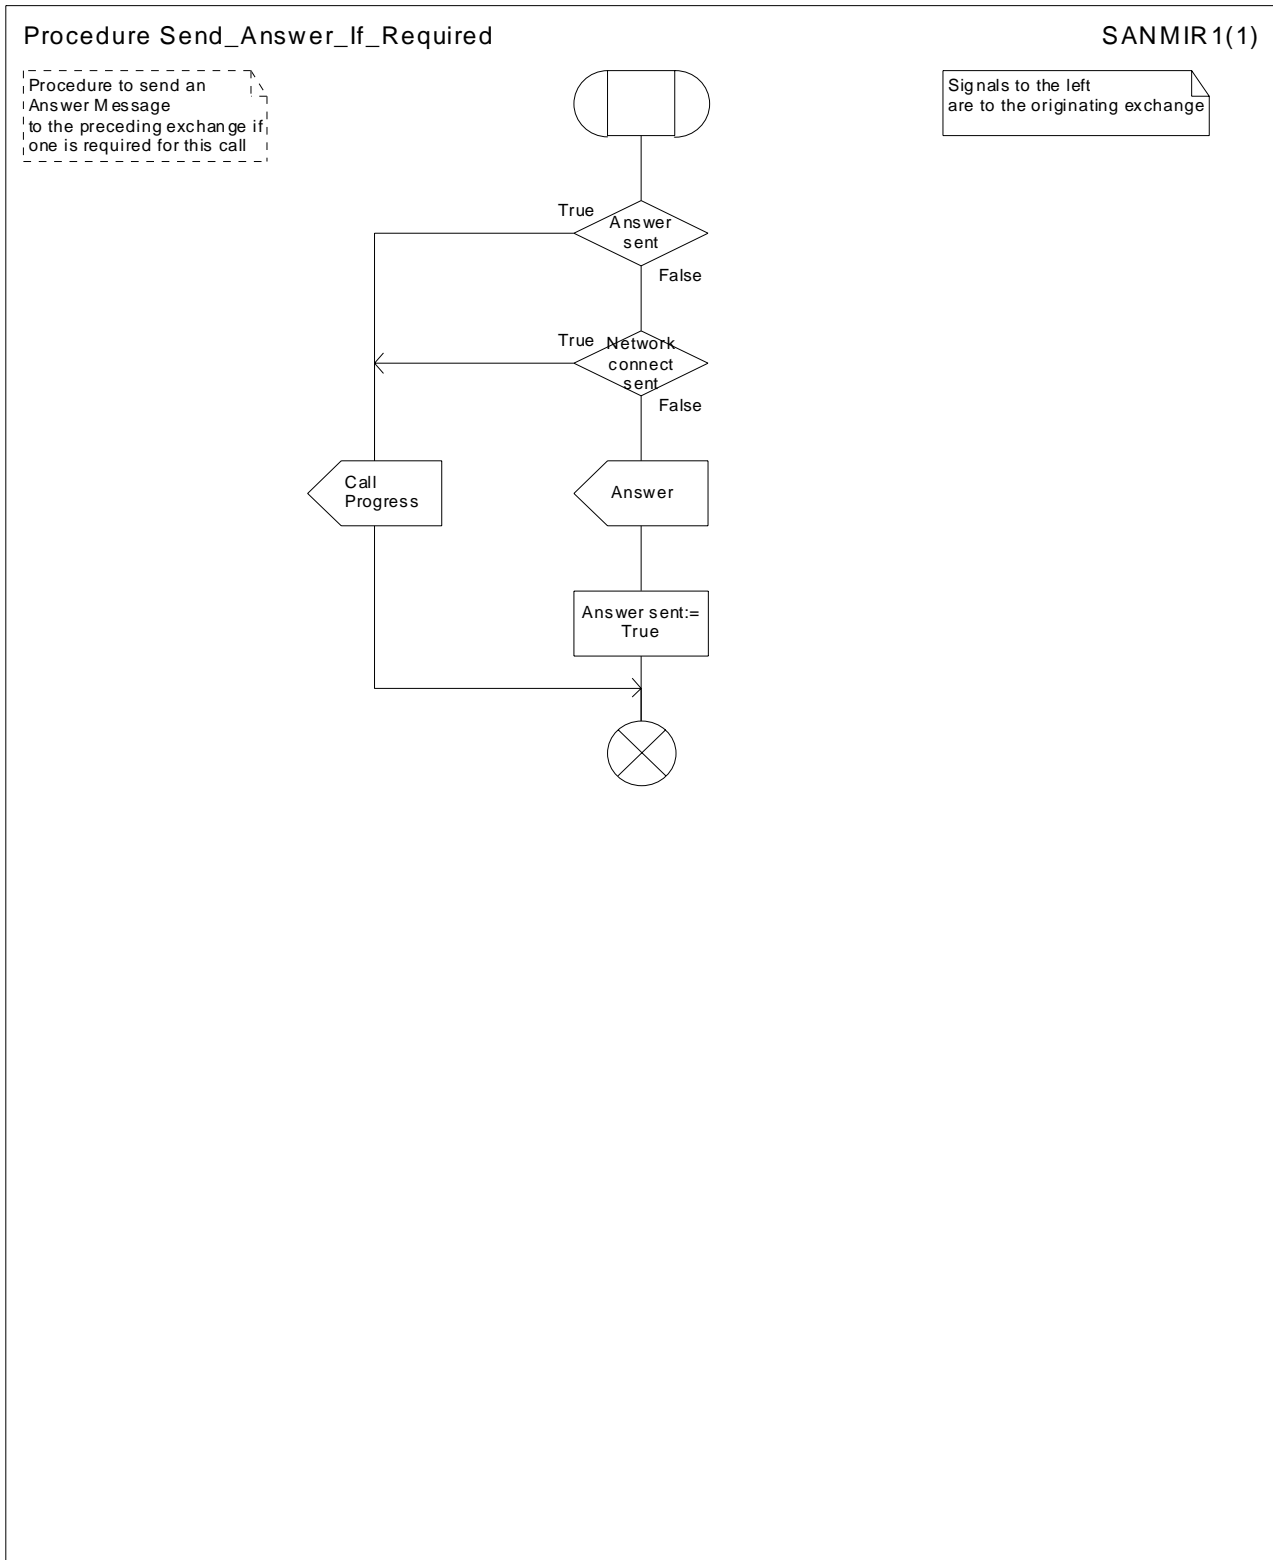 Procedure Send_Answer_If_Required
SANMIR1(1)
Procedure to send an
Answer Message
to the preceding exchange if
one is required for this call
Signals to the left
are to the originating exchange
True
Answer
sent
False
True
Network
connect
sent
False
Call
Progress
Answer
Answer sent:=
True